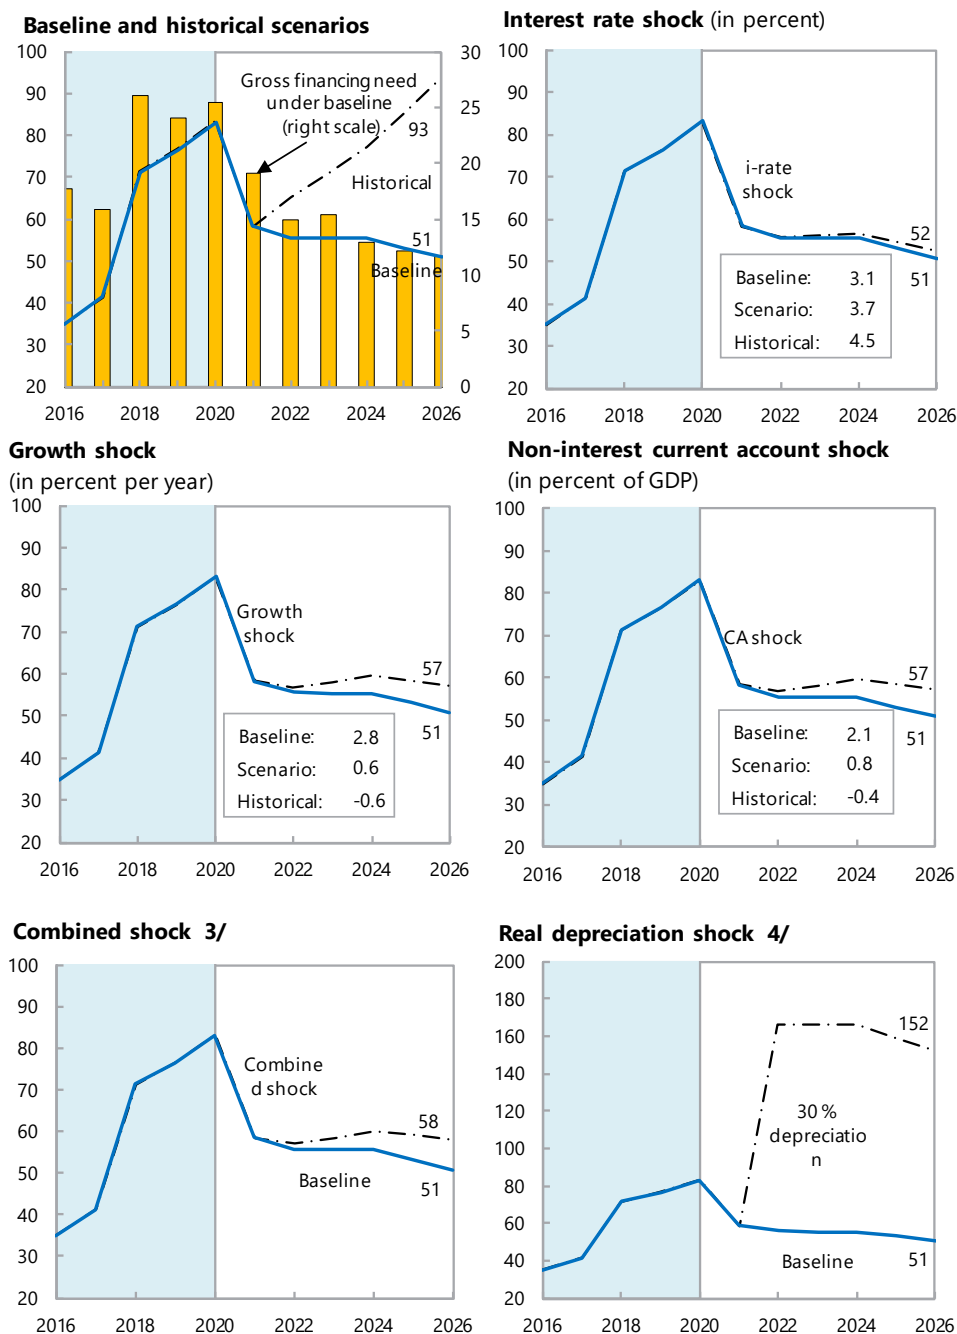 Baseline and historical scenarios
100
90
80
70
60
50
40
30
20
30
25
20
15
10
5
0
Gross financing need
under baseline
(right scale)
93
Historical
51
Baseline
2016 2018 2020 2022 2024 2026
Interest rate shock (in percent)
100
90
80
70
60
50
40
30
20
i-rate
shock
52
51
Baseline: 3.1
Scenario: 3.7
Historical: 4.5
2016 2018 2020 2022 2024 2026
Growth shock
(in percent per year)
100
90
80
70
60
50
40
30
20
Growth
shock
57
51
Baseline: 2.8
Scenario: 0.6
Historical: -0.6
2016 2018 2020 2022 2024 2026
Non-interest current account shock
(in percent of GDP)
100
90
80
70
60
50
40
30
20
CA shock
57
51
Baseline: 2.1
Scenario: 0.8
Historical: -0.4
2016 2018 2020 2022 2024 2026
Combined shock 3/
100
90
80
70
60
50
40
30
20
Combine
d shock
58
Baseline
51
2016 2018 2020 2022 2024 2026
Real depreciation shock 4/
200
180
160
140
120
100
80
60
40
20
152
30 %
depreciatio
n
Baseline
51
2016 2018 2020 2022 2024 2026